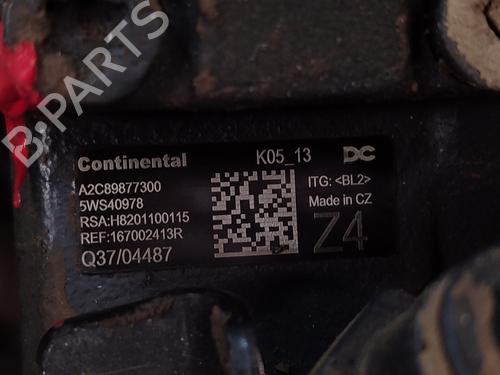 B-PARTS
Continental K05_13 DC
A2C89877300 ITG: <BL2>
5WS40978 Made in CZ
RSA:H8201100115
REF:167002413R Z4
Q37/04487